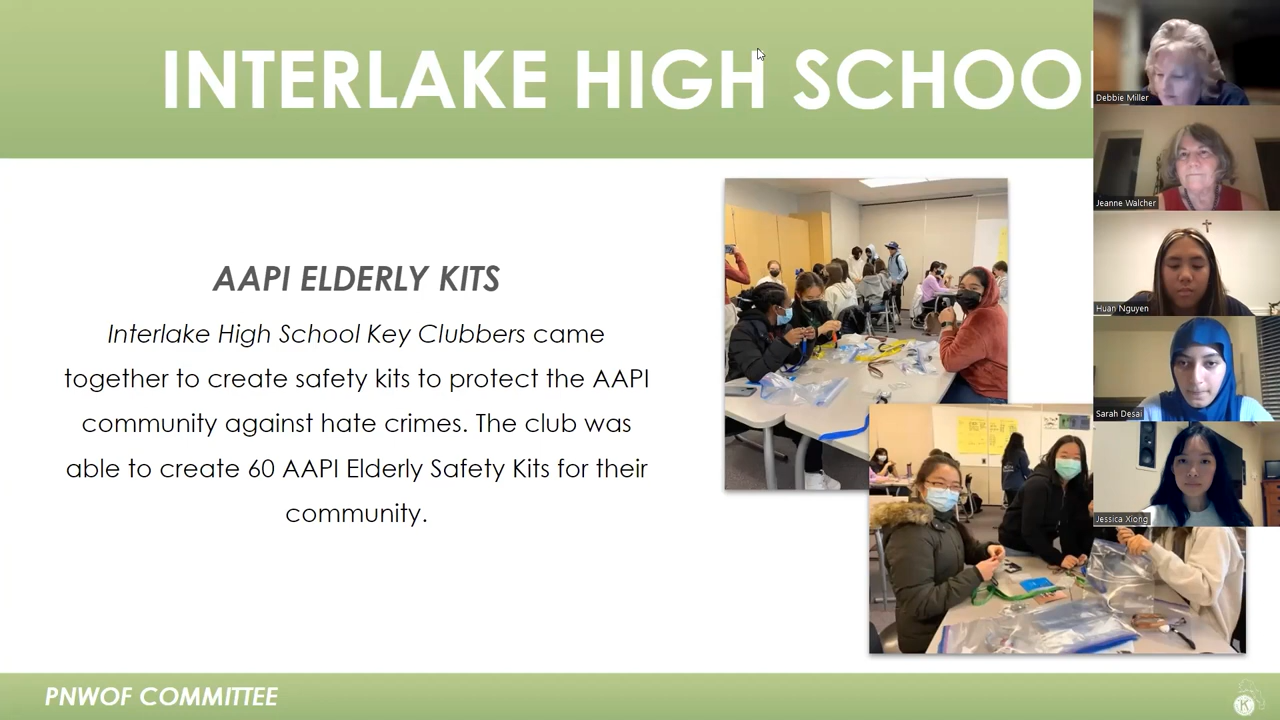 INTERLAKE HIGH SCHOO
AAPI ELDERLY KITS
Interlake High School Key Clubbers came
together to create safety kits to protect the AAPI
community against hate crimes. The club was
able to create 60 AAPI Elderly Safety Kits for their
community.
PNWOF COMMITTEE
K
Debbie Miller
Jeanne Walcher
Huan Nguyen
Sarah Desai
Jessica Xiong